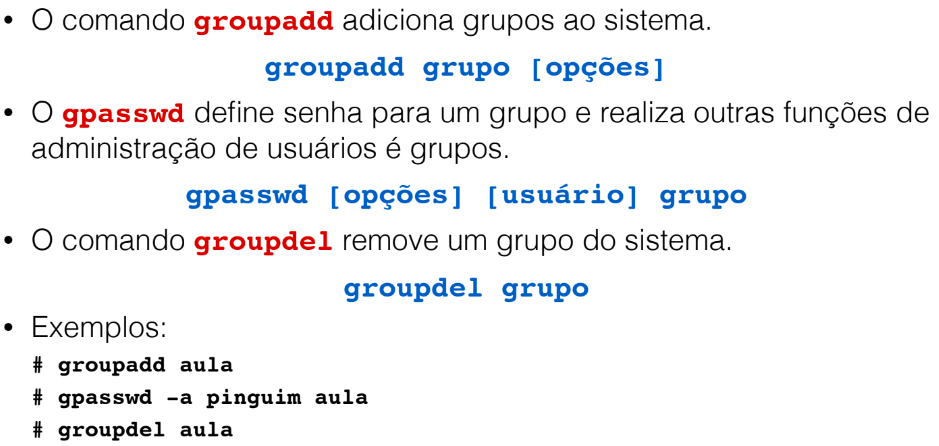 • O comando groupadd adiciona grupos ao sistema.
groupadd grupo [opções]
• O gpasswd define senha para um grupo e realiza outras funções de
administração de usuários é grupos.
gpasswd [opções] [usuário] grupo
• O comando groupdel remove um grupo do sistema.
groupdel grupo
• Exemplos:
# groupadd aula
# gpasswd -a pinguim aula
# groupdel aula